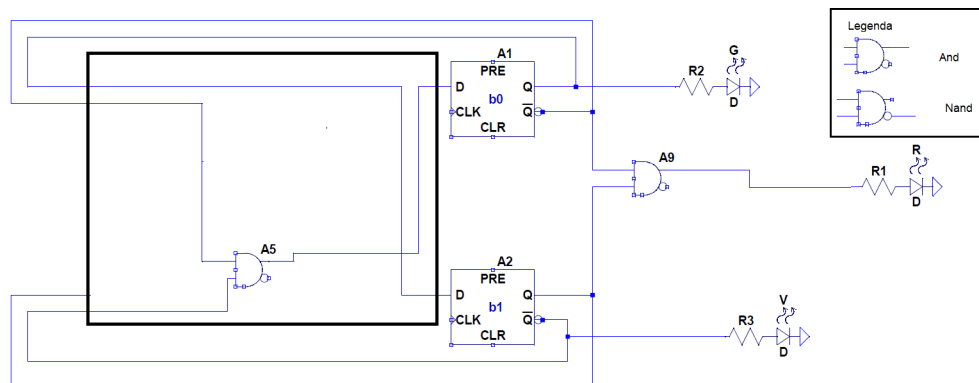 Legenda
And
Nand
A1
PRE
D
Q
b0
CLK
Q
CLR
R2
G
D
A9
R1
R
D
A5
A2
PRE
D
Q
b1
CLK
Q
CLR
R3
V
D